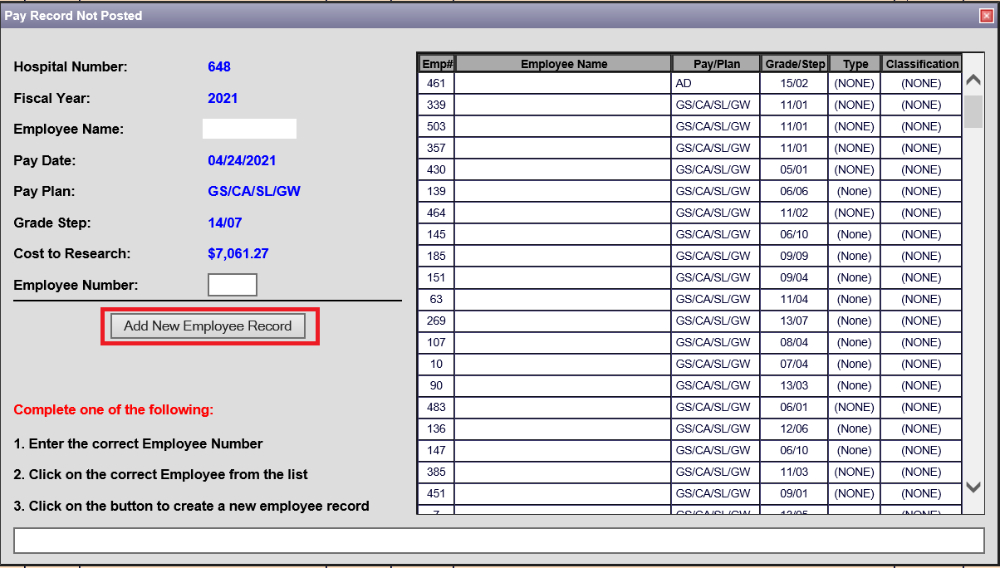 Pay Record Not Posted
Hospital Number: 648
Fiscal Year: 2021
Employee Name:
Pay Date: 04/24/2021
Pay Plan: GS/CA/SL/GW
Grade Step: 14/07
Cost to Research: $7,061.27
Employee Number:
Add New Employee Record
Complete one of the following:
1. Enter the correct Employee Number
2. Click on the correct Employee from the list
3. Click on the button to create a new employee record
Emp# Employee Name Pay/Plan Grade/Step Type Classification
461 AD 15/02 (NONE) (NONE)
339 GS/CA/SL/GW 11/01 (NONE) (NONE)
503 GS/CA/SL/GW 11/01 (NONE) (NONE)
357 GS/CA/SL/GW 11/01 (NONE) (NONE)
430 GS/CA/SL/GW 05/01 (NONE) (NONE)
139 GS/CA/SL/GW 06/06 (None) (NONE)
464 GS/CA/SL/GW 11/02 (NONE) (NONE)
145 GS/CA/SL/GW 06/10 (None) (NONE)
185 GS/CA/SL/GW 09/09 (None) (NONE)
151 GS/CA/SL/GW 09/04 (None) (NONE)
63 GS/CA/SL/GW 11/04 (None) (NONE)
269 GS/CA/SL/GW 13/07 (None) (NONE)
107 GS/CA/SL/GW 08/04 (None) (NONE)
10 GS/CA/SL/GW 07/04 (None) (NONE)
90 GS/CA/SL/GW 13/03 (None) (NONE)
483 GS/CA/SL/GW 06/01 (NONE) (NONE)
136 GS/CA/SL/GW 12/06 (None) (NONE)
147 GS/CA/SL/GW 06/10 (None) (NONE)
385 GS/CA/SL/GW 11/03 (NONE) (NONE)
451 GS/CA/SL/GW 09/01 (NONE) (NONE)